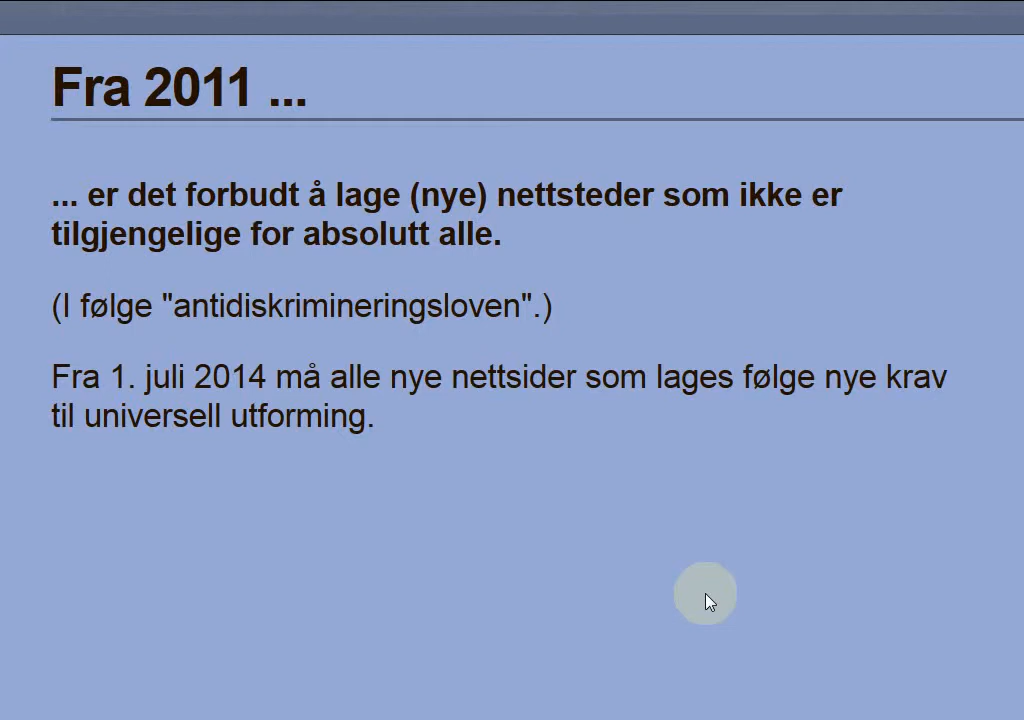 Fra 2011 ...
... er det forbudt å lage (nye) nettsteder som ikke er
tilgjengelige for absolutt alle.
(I følge "antidiskrimineringsloven".)
Fra 1. juli 2014 må alle nye nettsider som lages følge nye krav
til universell utforming.